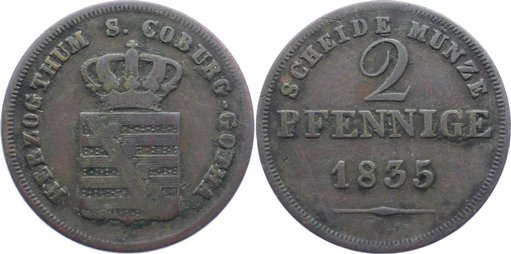 HERZOGTHUM S. COBURG-GOTHA
SCHEIDE MUNZE
2
PFENNIGE
1835